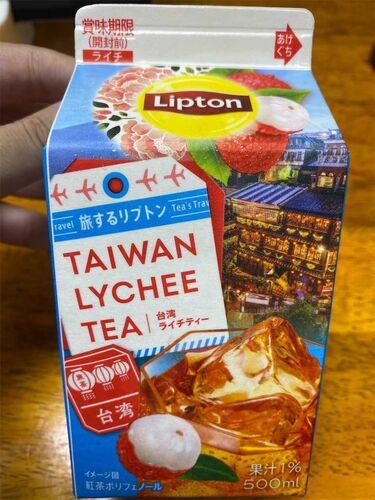 賞味期限
(開封前)
ライチ
あけ
ぐち
Lipton
ravel
旅するリプトン
Tea's Trav
TAIWAN
LYCHEE
TEA
台湾
ライチティー
台湾
イメージ図
紅茶ポリフェノール
果汁1%
500ml